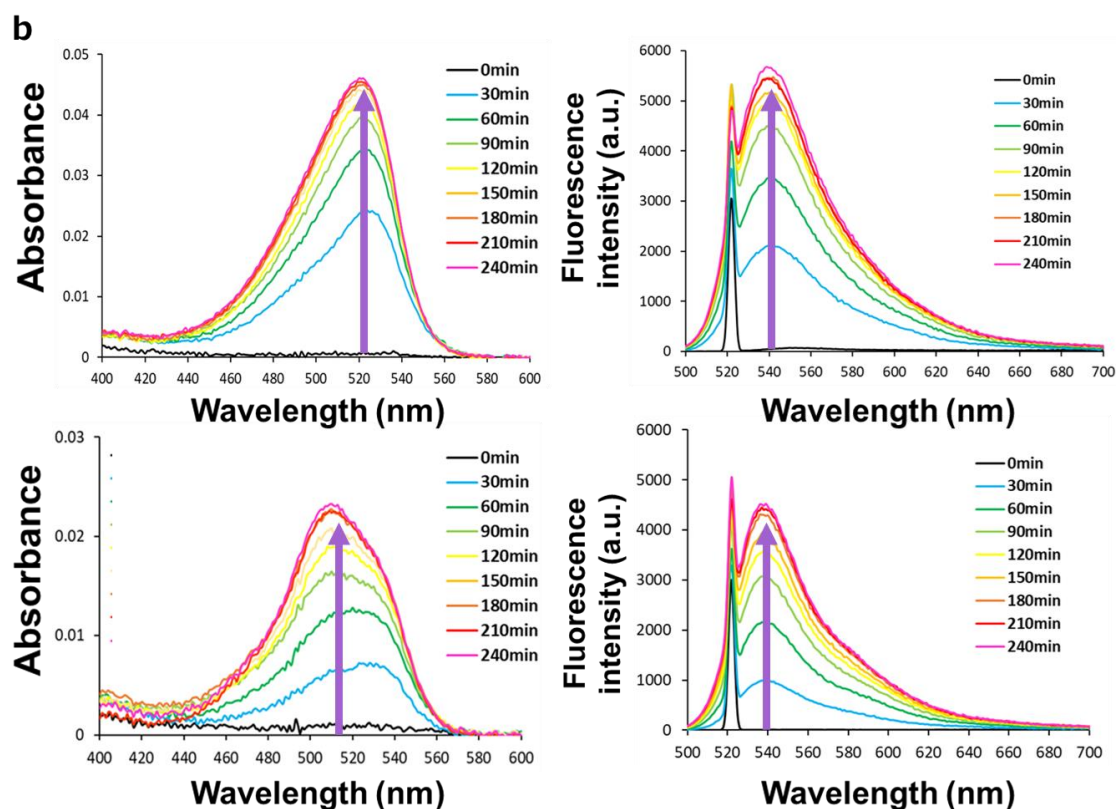 b
Absorbance
0.05
0.04
0.03
0.02
0.01
0
400 420 440 460 480 500 520 540 560 580 600
Wavelength (nm)
0min
30min
60min
90min
120min
150min
180min
210min
240min
Fluorescence
intensity (a.u.)
6000
5000
4000
3000
2000
1000
0
500 520 540 560 580 600 620 640 660 680 700
Wavelength (nm)
0min
30min
60min
90min
120min
150min
180min
210min
240min
Absorbance
0.03
0.02
0.01
0
400 420 440 460 480 500 520 540 560 580 600
Wavelength (nm)
0min
30min
60min
90min
120min
150min
180min
210min
240min
Fluorescence
intensity (a.u.)
6000
5000
4000
3000
2000
1000
0
500 520 540 560 580 600 620 640 660 680 700
Wavelength (nm)
0min
30min
60min
90min
120min
150min
180min
210min
240min